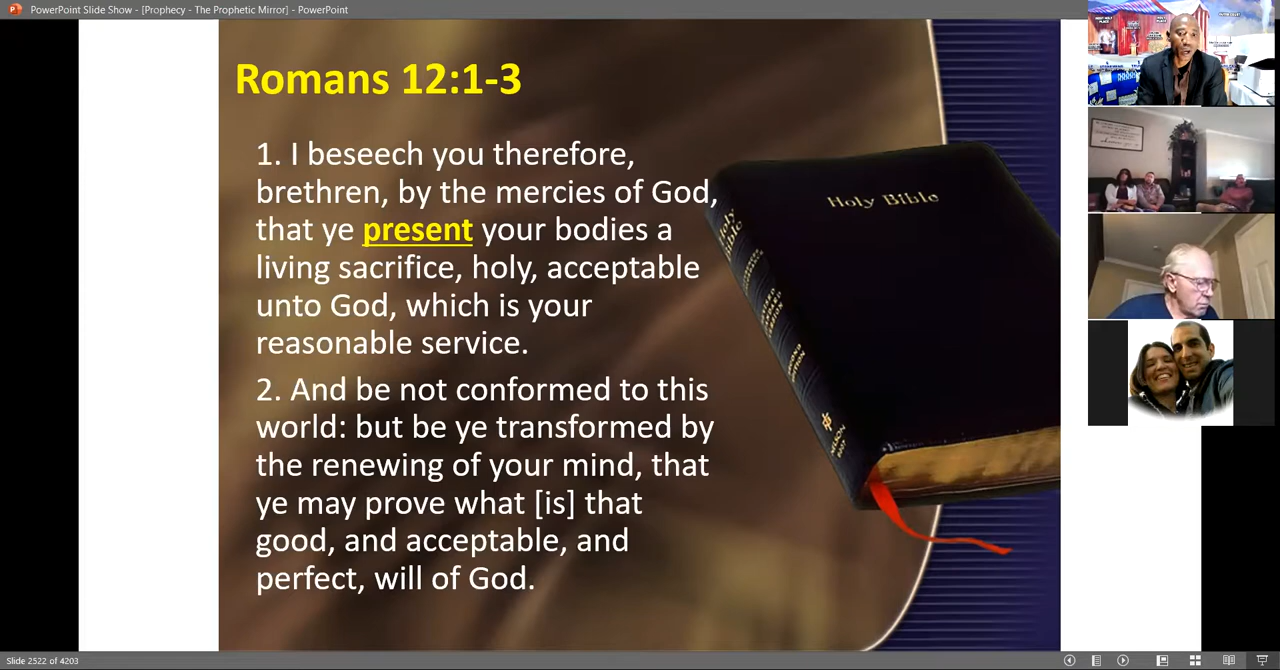 PowerPoint Slide Show - [Prophecy - The Prophetic Mirror] - PowerPoint
Romans 12:1-3
1. I beseech you therefore,
brethren, by the mercies of God,
that ye present your bodies a
living sacrifice, holy, acceptable
unto God, which is your
reasonable service.
2. And be not conformed to this
world: but be ye transformed by
the renewing of your mind, that
ye may prove what [is] that
good, and acceptable, and
perfect, will of God.
Holy Bible
Holy Bible
Slide 2522 of 4203